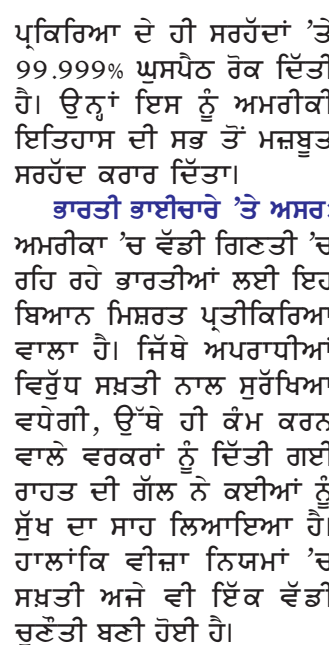 ਪ੍ਰਕਿਰਿਆ ਦੇ ਹੀ ਸਰਹੱਦਾਂ ’ਤੇ
99.999% ਘੁਸਪੈਠ ਰੋਕ ਦਿੱਤੀ
ਹੈ। ਉਨ੍ਹਾਂ ਇਸ ਨੂੰ ਅਮਰੀਕੀ
ਇਤਿਹਾਸ ਦੀ ਸਭ ਤੋਂ ਮਜ਼ਬੂਤ
ਸਰਹੱਦ ਕਰਾਰ ਦਿੱਤਾ।
ਭਾਰਤੀ ਭਾਈਚਾਰੇ ’ਤੇ ਅਸਰ:
ਅਮਰੀਕਾ ’ਚ ਵੱਡੀ ਗਿਣਤੀ ’ਚ
ਰਹਿ ਰਹੇ ਭਾਰਤੀਆਂ ਲਈ ਇਹ
ਬਿਆਨ ਮਿਸ਼ਰਤ ਪ੍ਰਤੀਕਿਰਿਆ
ਵਾਲਾ ਹੈ। ਜਿੱਥੇ ਅਪਰਾਧੀਆਂ
ਵਿਰੁੱਧ ਸਖ਼ਤੀ ਨਾਲ ਸੁਰੱਖਿਆ
ਵਧੇਗੀ, ਉੱਥੇ ਹੀ ਕੰਮ ਕਰਨ
ਵਾਲੇ ਵਰਕਰਾਂ ਨੂੰ ਦਿੱਤੀ ਗਈ
ਰਾਹਤ ਦੀ ਗੱਲ ਨੇ ਕਈਆਂ ਨੂੰ
ਸੁੱਖ ਦਾ ਸਾਹ ਲਿਆਇਆ ਹੈ।
ਹਾਲਾਂਕਿ ਵੀਜ਼ਾ ਨਿਯਮਾਂ ’ਚ
ਸਖ਼ਤੀ ਅਜੇ ਵੀ ਇੱਕ ਵੱਡੀ
ਚੁਣੌਤੀ ਬਣੀ ਹੋਈ ਹੈ।